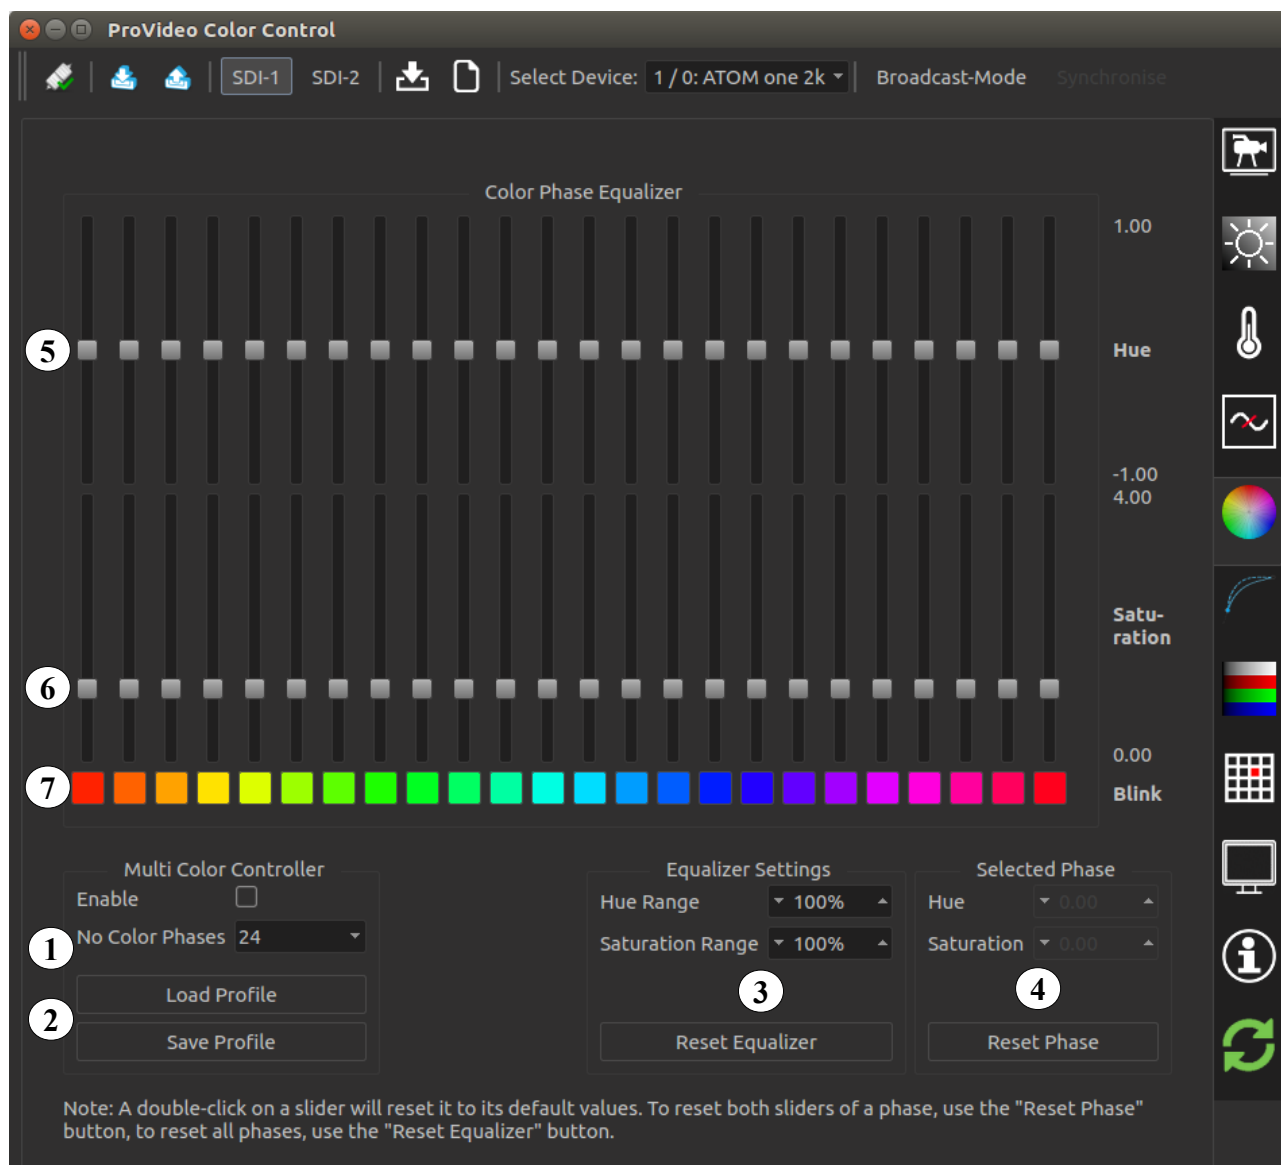 ProVideo Color Control
SDI-1 SDI-2 Select Device: 1 / 0: ATOM one 2k Broadcast-Mode Synchronise
Color Phase Equalizer
1.00
5 Hue
-1.00
4.00
Satu-
ration
6
0.00
7 Blink
Multi Color Controller Equalizer Settings Selected Phase
Enable Hue Range 100% Hue 0.00
1 No Color Phases 24 Saturation Range 100% Saturation 0.00
2 Load Profile 3 4
Save Profile Reset Equalizer Reset Phase
Note: A double-click on a slider will reset it to its default values. To reset both sliders of a phase, use the "Reset Phase"
button, to reset all phases, use the "Reset Equalizer" button.